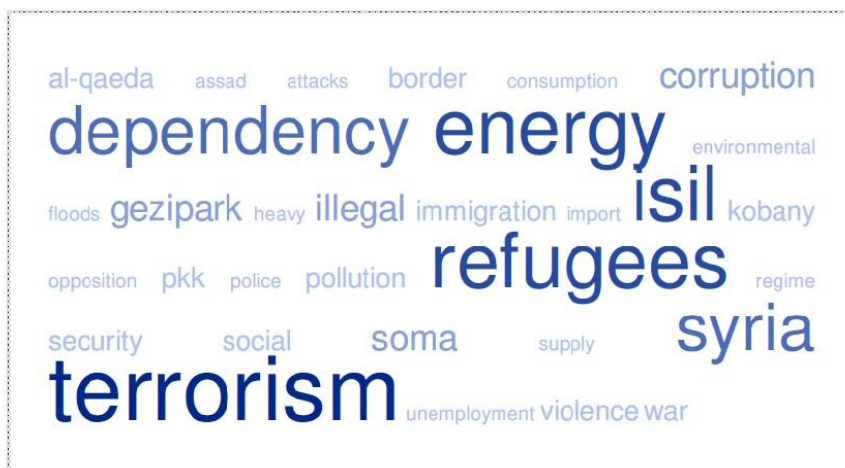 al-qaeda assad attacks border consumption corruption
dependency energy environmental
floods gezipark heavy illegal immigration import isil kobany
opposition pkk police pollution refugees regime
security social soma supply syria
terrorism unemployment violence war